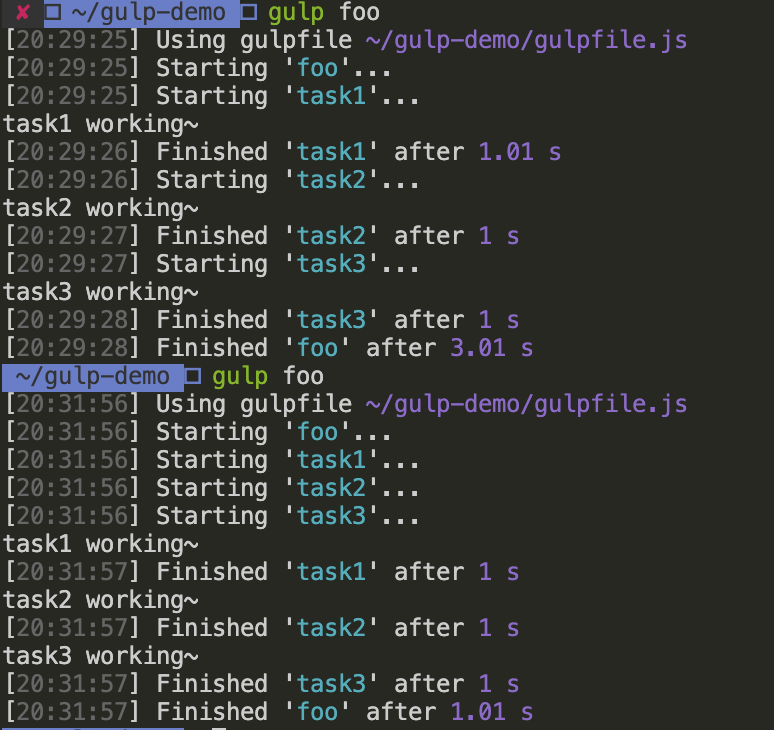 ✘ ~/gulp-demo gulp foo
[20:29:25] Using gulpfile ~/gulp-demo/gulpfile.js
[20:29:25] Starting 'foo'...
[20:29:25] Starting 'task1'...
task1 working~
[20:29:26] Finished 'task1' after 1.01 s
[20:29:26] Starting 'task2'...
task2 working~
[20:29:27] Finished 'task2' after 1 s
[20:29:27] Starting 'task3'...
task3 working~
[20:29:28] Finished 'task3' after 1 s
[20:29:28] Finished 'foo' after 3.01 s
~/gulp-demo gulp foo
[20:31:56] Using gulpfile ~/gulp-demo/gulpfile.js
[20:31:56] Starting 'foo'...
[20:31:56] Starting 'task1'...
[20:31:56] Starting 'task2'...
[20:31:56] Starting 'task3'...
task1 working~
[20:31:57] Finished 'task1' after 1 s
task2 working~
[20:31:57] Finished 'task2' after 1 s
task3 working~
[20:31:57] Finished 'task3' after 1 s
[20:31:57] Finished 'foo' after 1.01 s